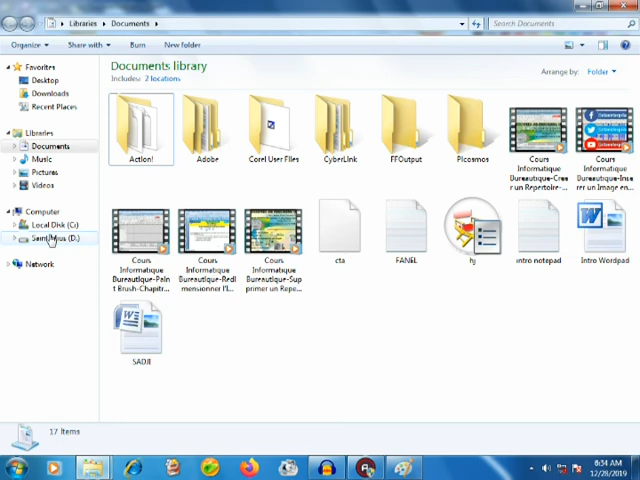 Libraries ▸ Documents ▸
Search Documents
Organize ▾ Share with ▾ Burn New folder
Favorites
Desktop
Downloads
Recent Places
Libraries
Documents
Music
Pictures
Videos
Computer
Local Disk (C:)
(D:)
Network
Documents library
Includes: 2 locations
Arrange by: Folder ▾
Action!
Adobe
Corel User Files
CyberLink
FFOutput
Picosmos
Cours
Informatique
Bureautique-Cree
r un Repertoire-...
Cours
Informatique
Bureautique-Inse
rer un Image en...
Cours
Informatique
Bureautique-Pain
t Brush-Chapitr...
Cours
Informatique
Bureautique-Redi
mensionner l'I...
Cours
Informatique
Bureautique-Sup
primer un Repe...
cta
FANEL
hj
intro notepad
Intro Wordpad
SADJI
17 items
6:34 AM
12/28/2019